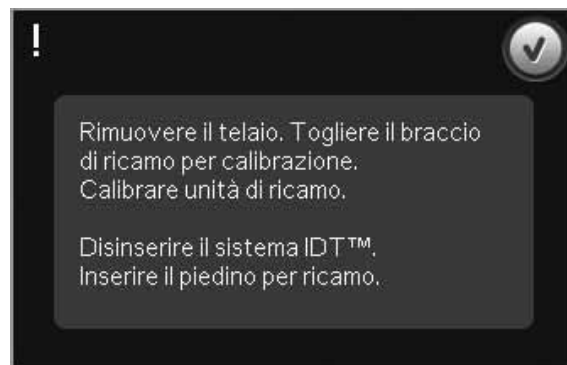 !
Rimuovere il telaio. Togliere il braccio
di ricamo per calibrazione.
Calibrare unità di ricamo.
Disinserire il sistema IDT™.
Inserire il piedino per ricamo.